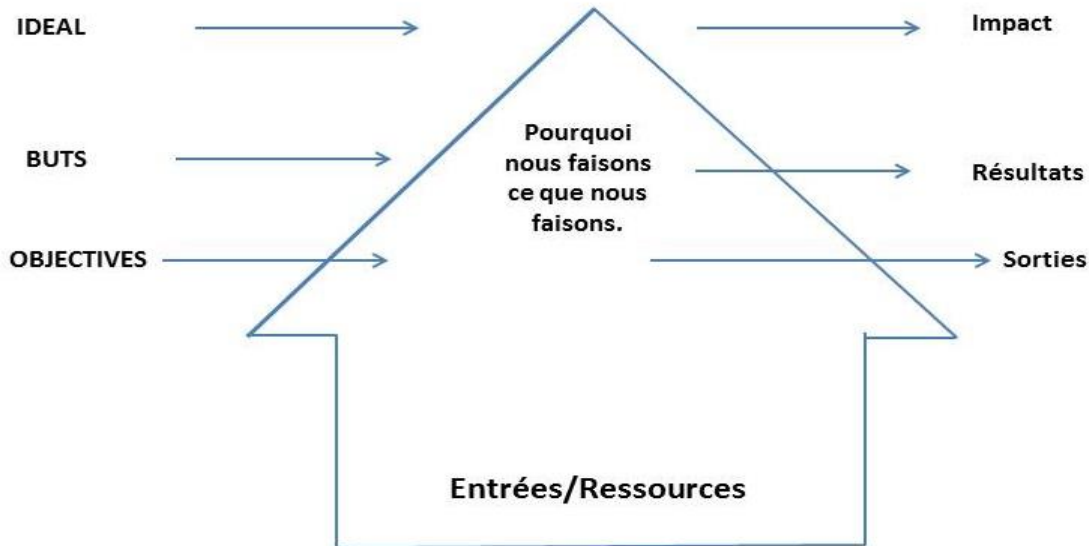 IDEAL
Impact
Pourquoi
nous faisons
ce que nous
faisons.
BUTS
Résultats
OBJECTIVES
Sorties
Entrées/Ressources